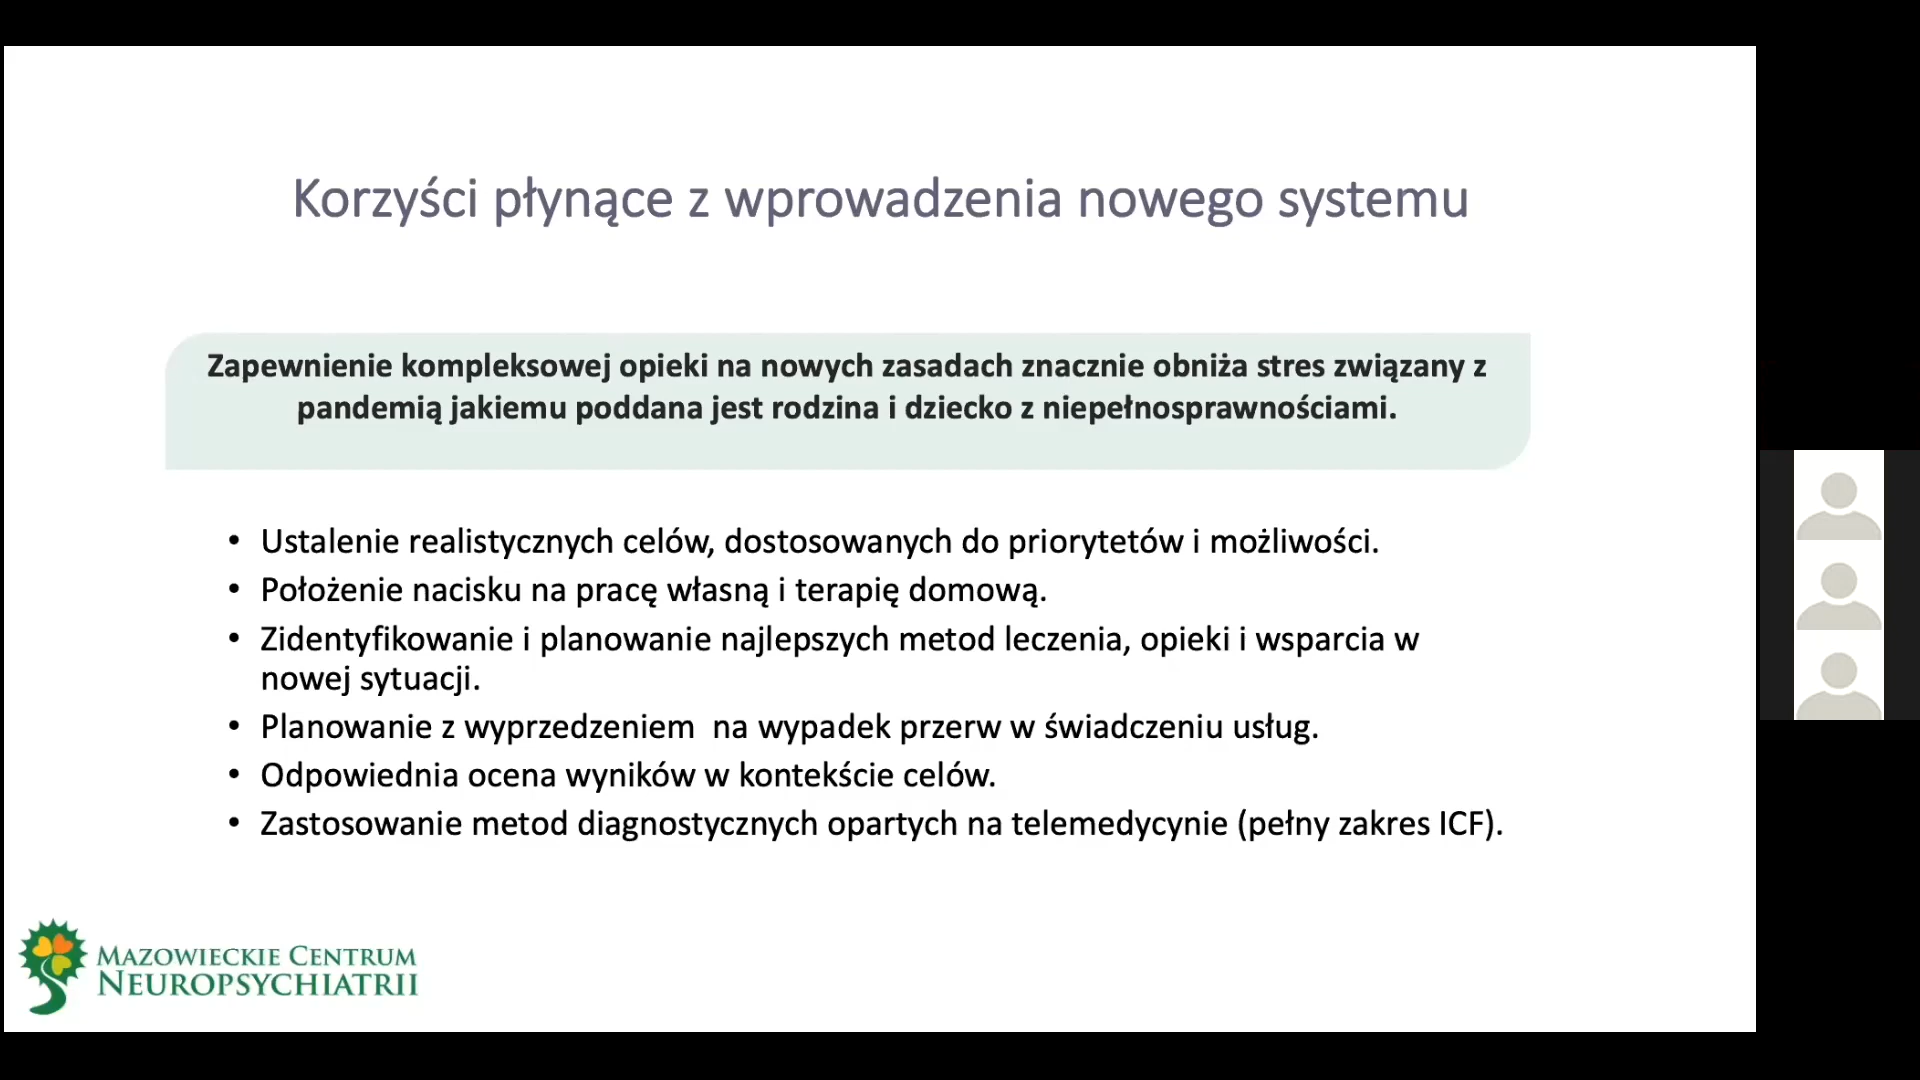 Korzyści płynące z wprowadzenia nowego systemu
Zapewnienie kompleksowej opieki na nowych zasadach znacznie obniża stres związany z
pandemią jakiemu poddana jest rodzina i dziecko z niepełnosprawnościami.
• Ustalenie realistycznych celów, dostosowanych do priorytetów i możliwości.
• Położenie nacisku na pracę własną i terapię domową.
• Zidentyfikowanie i planowanie najlepszych metod leczenia, opieki i wsparcia w
nowej sytuacji.
• Planowanie z wyprzedzeniem  na wypadek przerw w świadczeniu usług.
• Odpowiednia ocena wyników w kontekście celów.
• Zastosowanie metod diagnostycznych opartych na telemedycynie (pełny zakres ICF).
MAZOWIECKIE CENTRUM
NEUROPSYCHIATRII